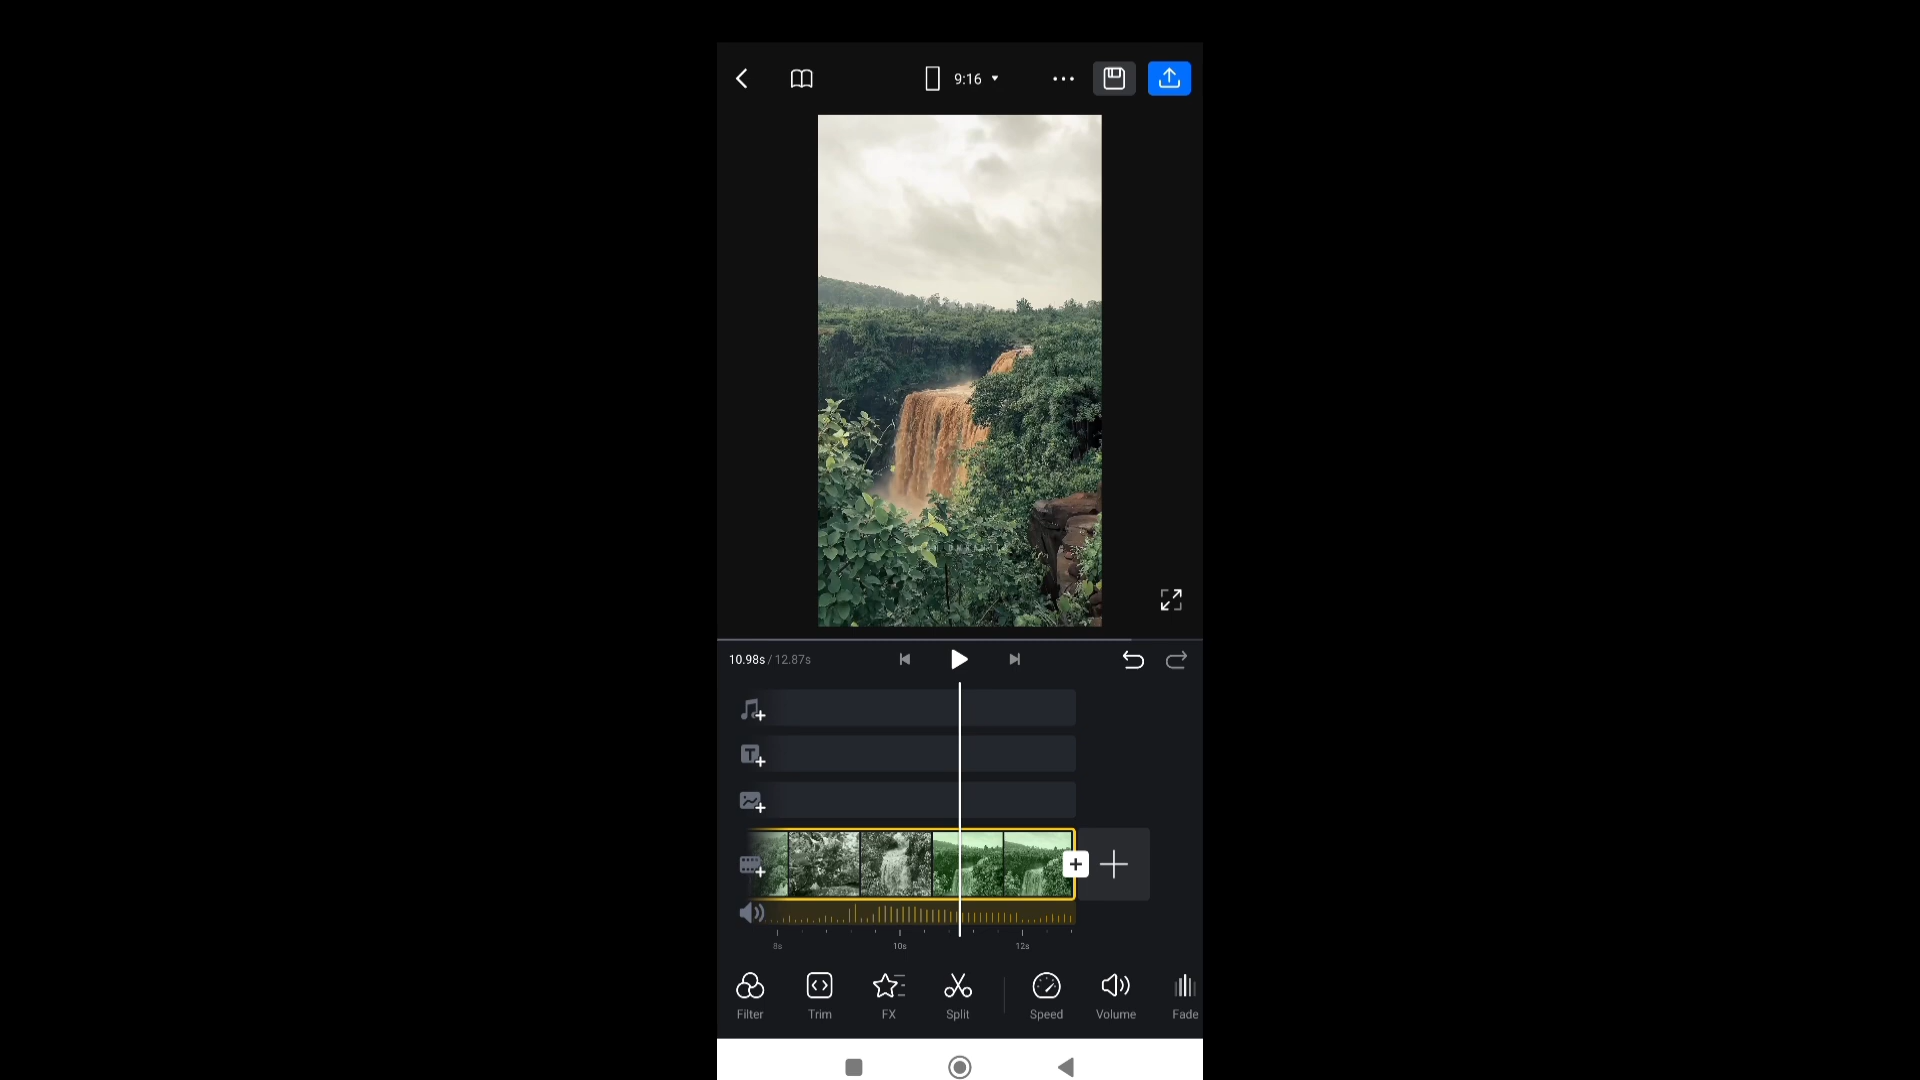 9:16
10.98s / 12.87s
T
8s
10s
12s
Filter
Trim
FX
Split
Speed
Volume
Fade